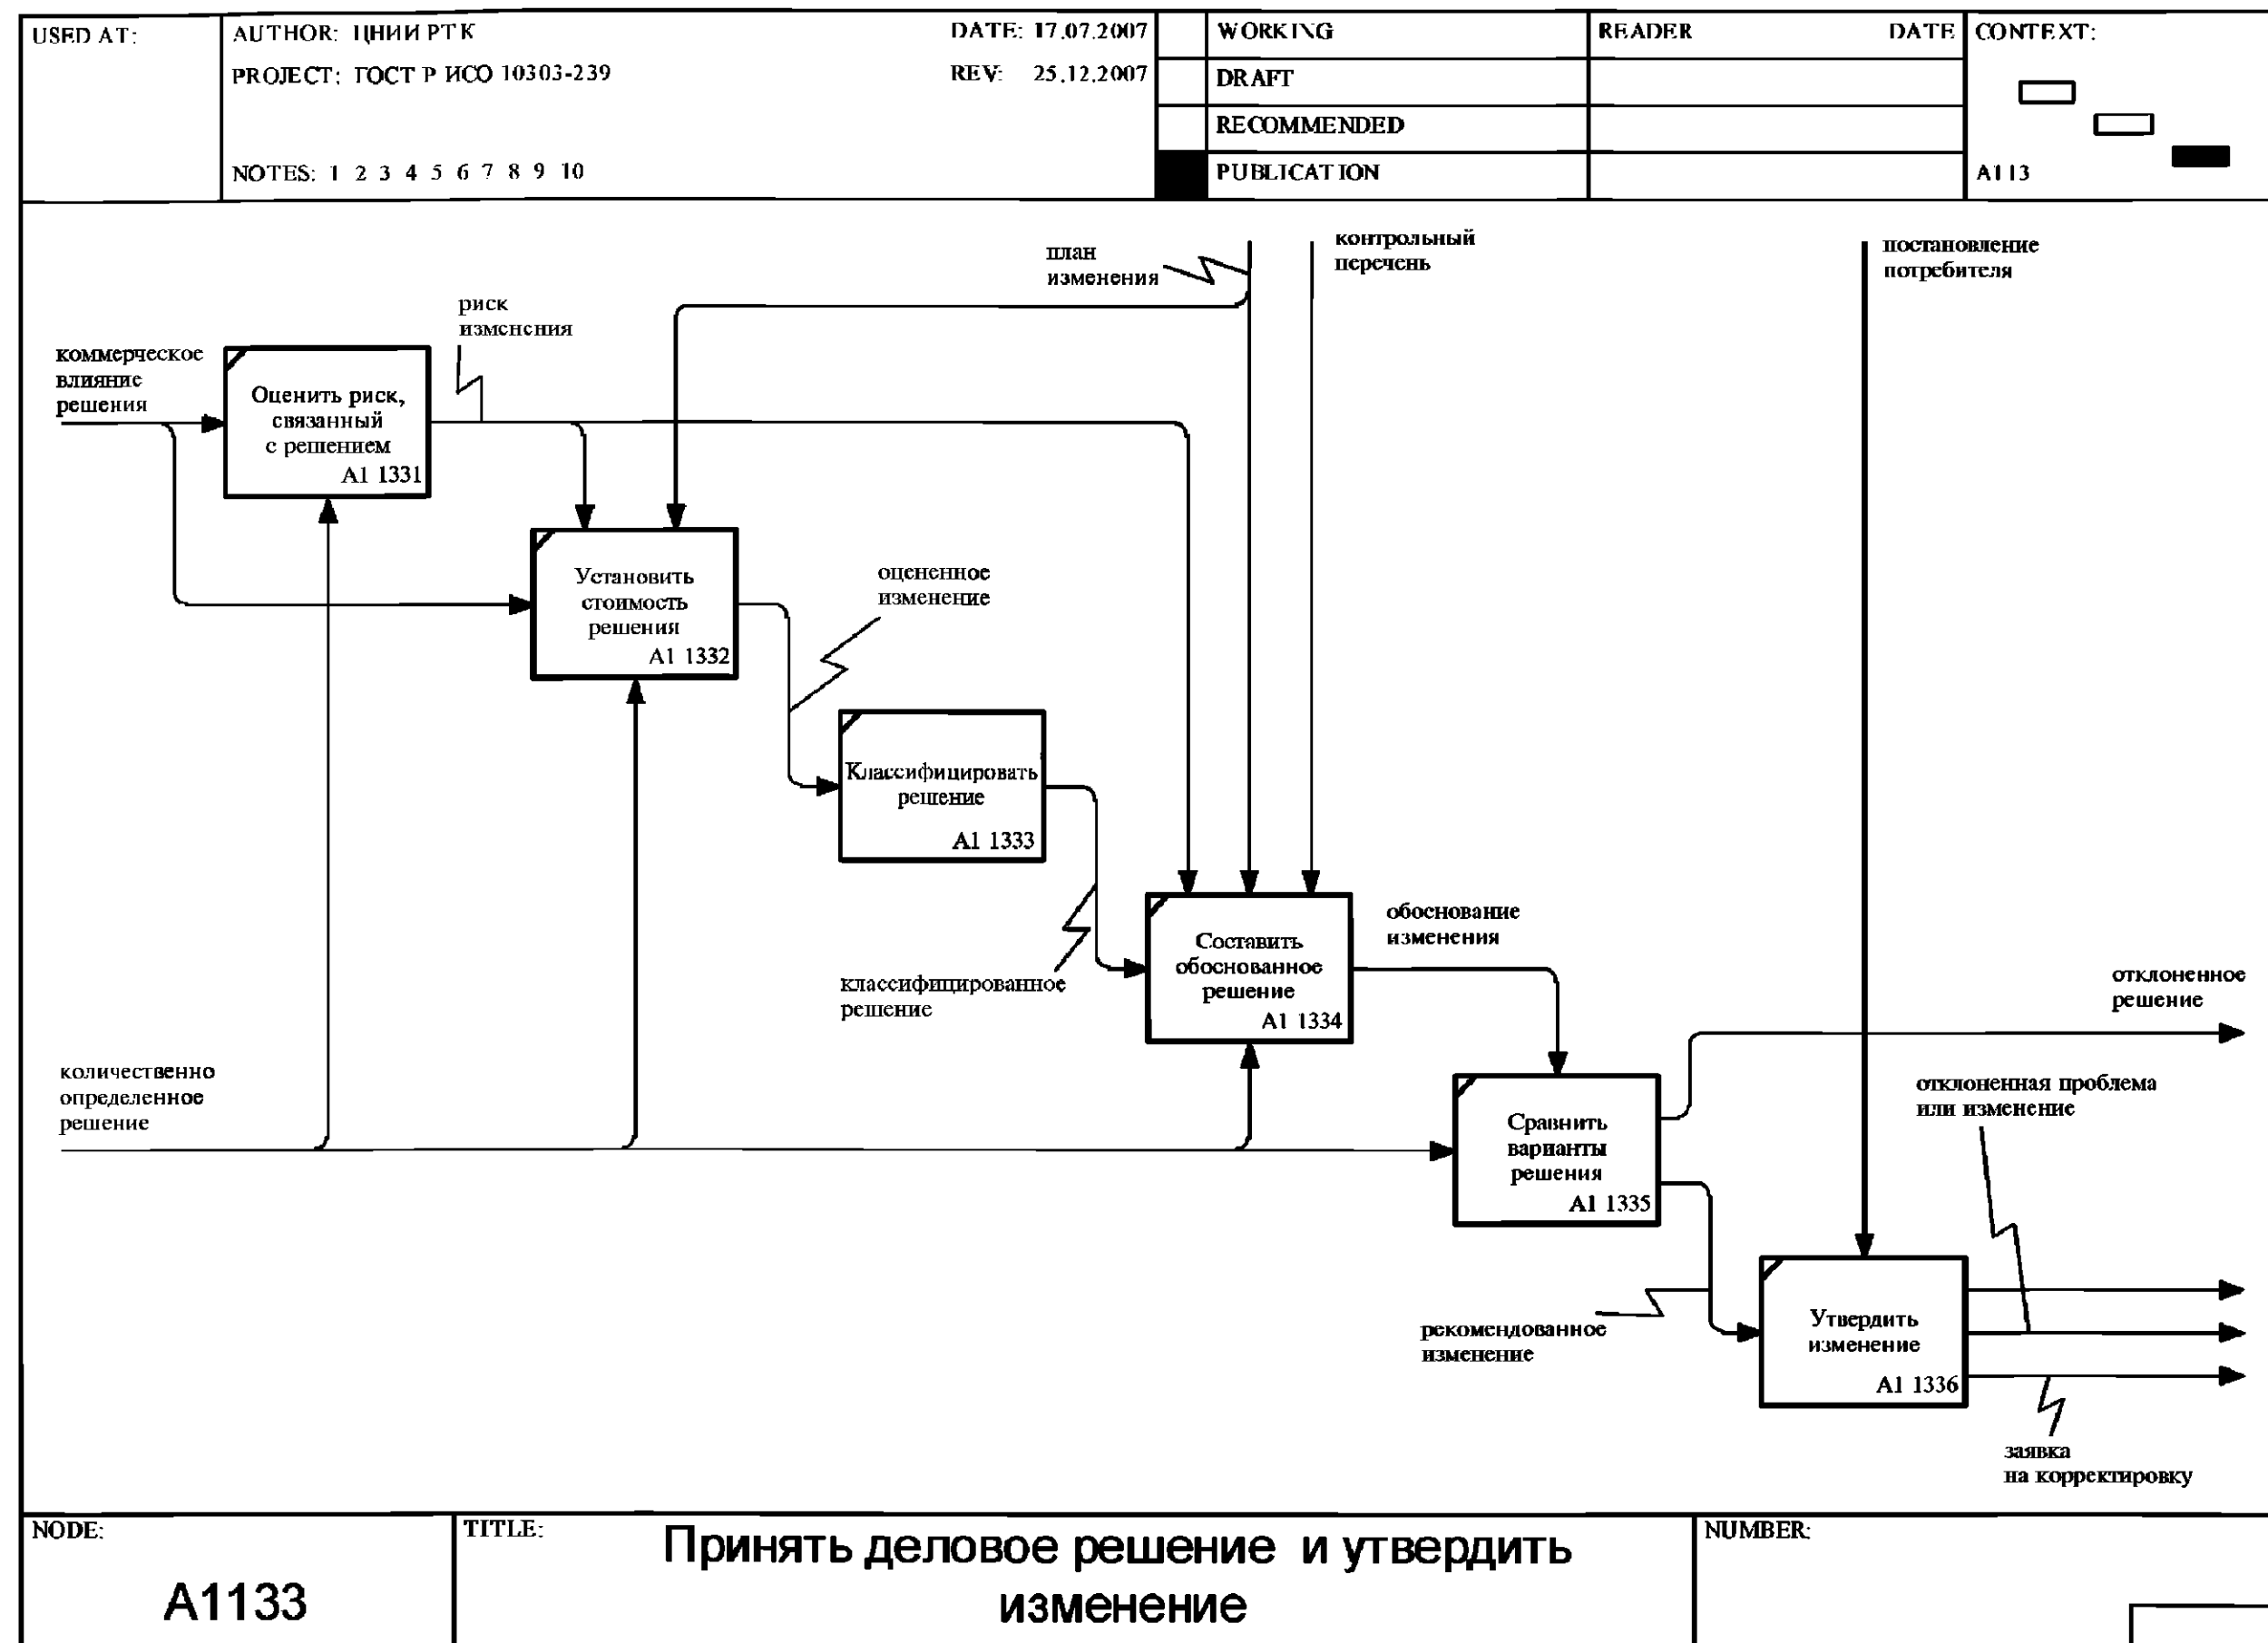 USED AT:
AUTHOR: ЦНИИ РТК
DATE: 17.07.2007
PROJECT: ГОСТ Р ИСО 10303-239
REV: 25.12.2007
NOTES: 1 2 3 4 5 6 7 8 9 10
WORKING
DRAFT
RECOMMENDED
PUBLICATION
READER
DATE
CONTEXT:
A113
план
изменения
контрольный
перечень
постановление
потребителя
риск
изменения
коммерческое
влияние
решения
Оценить риск,
связанный
с решением
A1 1331
Установить
стоимость
решения
A1 1332
оцененное
изменение
Классифицировать
решение
A1 1333
классифицированное
решение
Составить
обоснованное
решение
A1 1334
обоснование
изменения
отклоненное
решение
количественно
определенное
решение
Сравнить
варианты
решения
A1 1335
отклоненная проблема
или изменение
рекомендованное
изменение
Утвердить
изменение
A1 1336
заявка
на корректировку
NODE:
A1133
TITLE:
Принять деловое решение и утвердить
изменение
NUMBER: